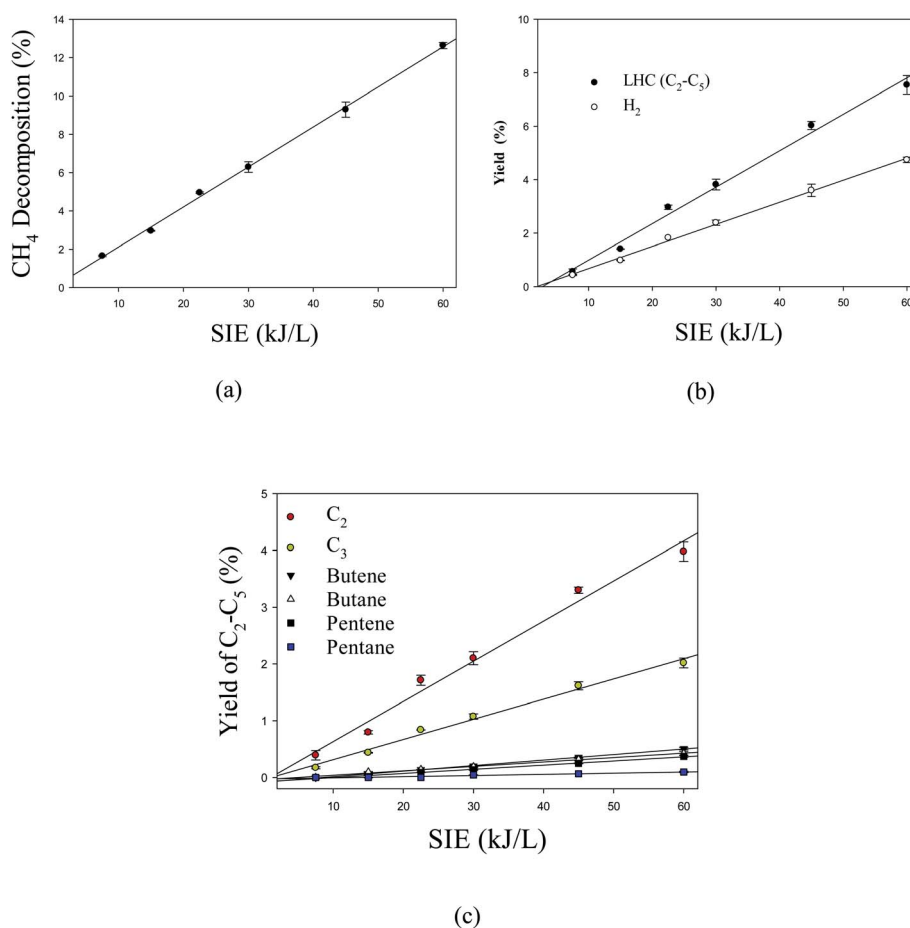 14
12
10
8
6
4
2
0
CH₄ Decomposition (%)
10 20 30 40 50 60
SIE (kJ/L)
(a)
10
8
6
4
2
0
Yield (%)
LHC (C₂-C₅)
H₂
10 20 30 40 50 60
SIE (kJ/L)
(b)
5
4
3
2
1
0
Yield of C₂-C₅ (%)
C₂
C₃
Butene
Butane
Pentene
Pentane
10 20 30 40 50 60
SIE (kJ/L)
(c)